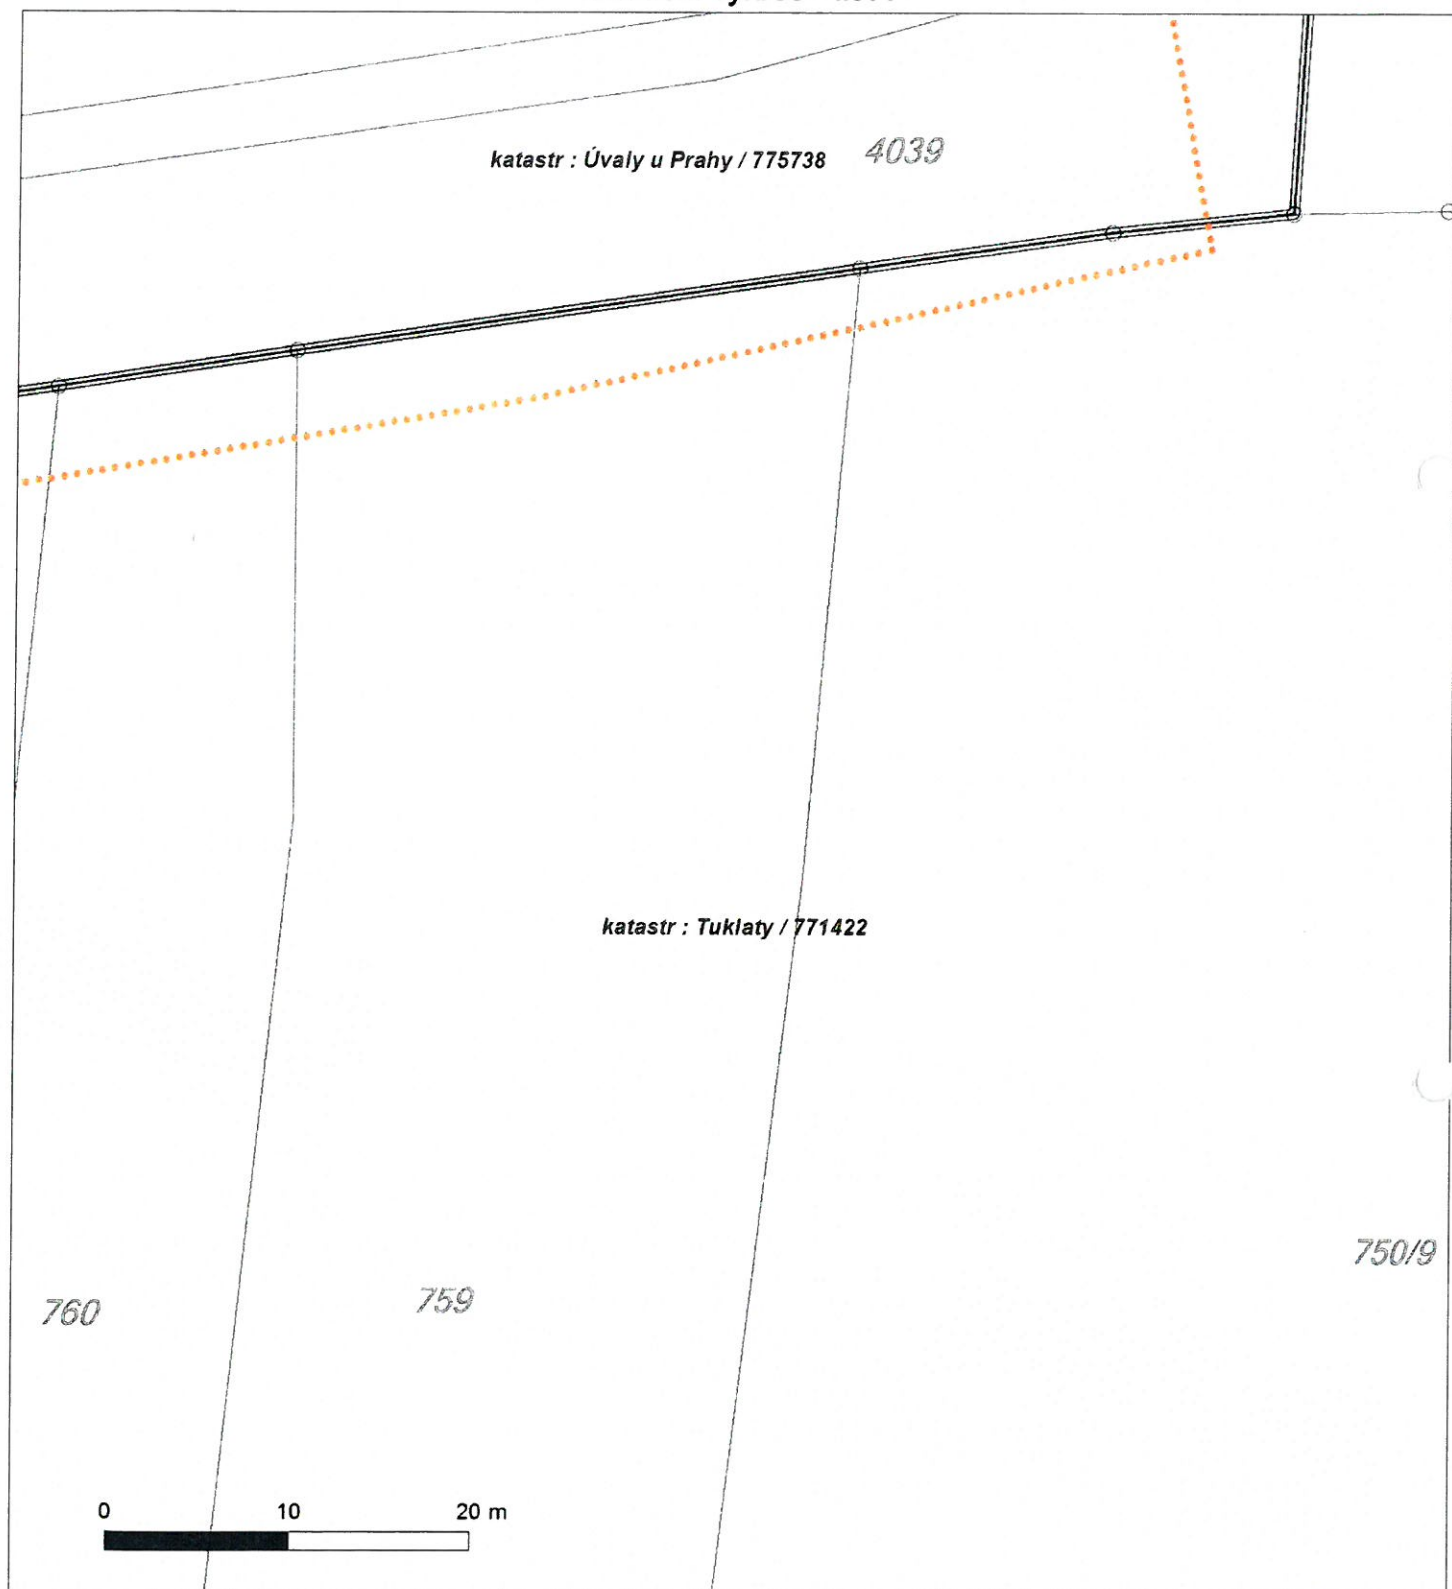 katastr : Úvaly u Prahy / 775738
4039
katastr : Tuklaty / 771422
750/9
760
759
0 10 20 m